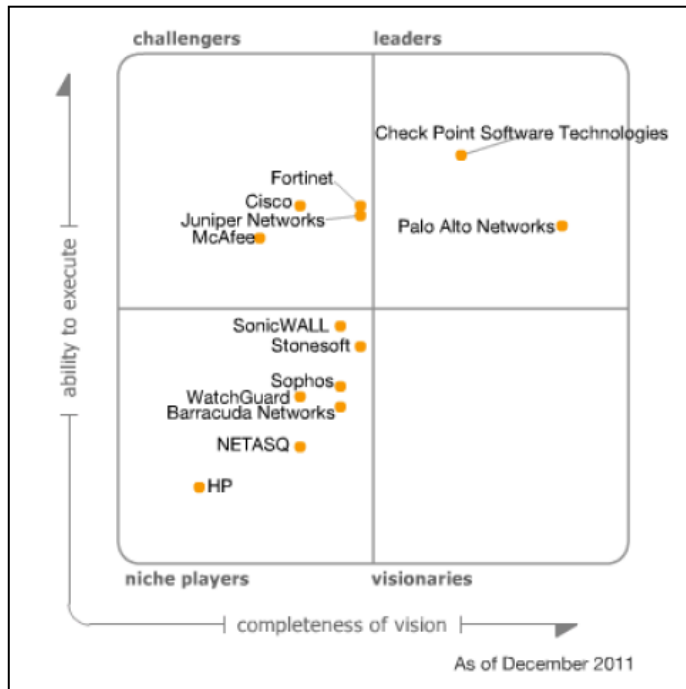 challengers
leaders
Check Point Software Technologies
Fortinet
Cisco
Juniper Networks
McAfee
Palo Alto Networks
ability to execute
SonicWALL
Stonesoft
Sophos
WatchGuard
Barracuda Networks
NETASQ
HP
niche players
visionaries
completeness of vision
As of December 2011